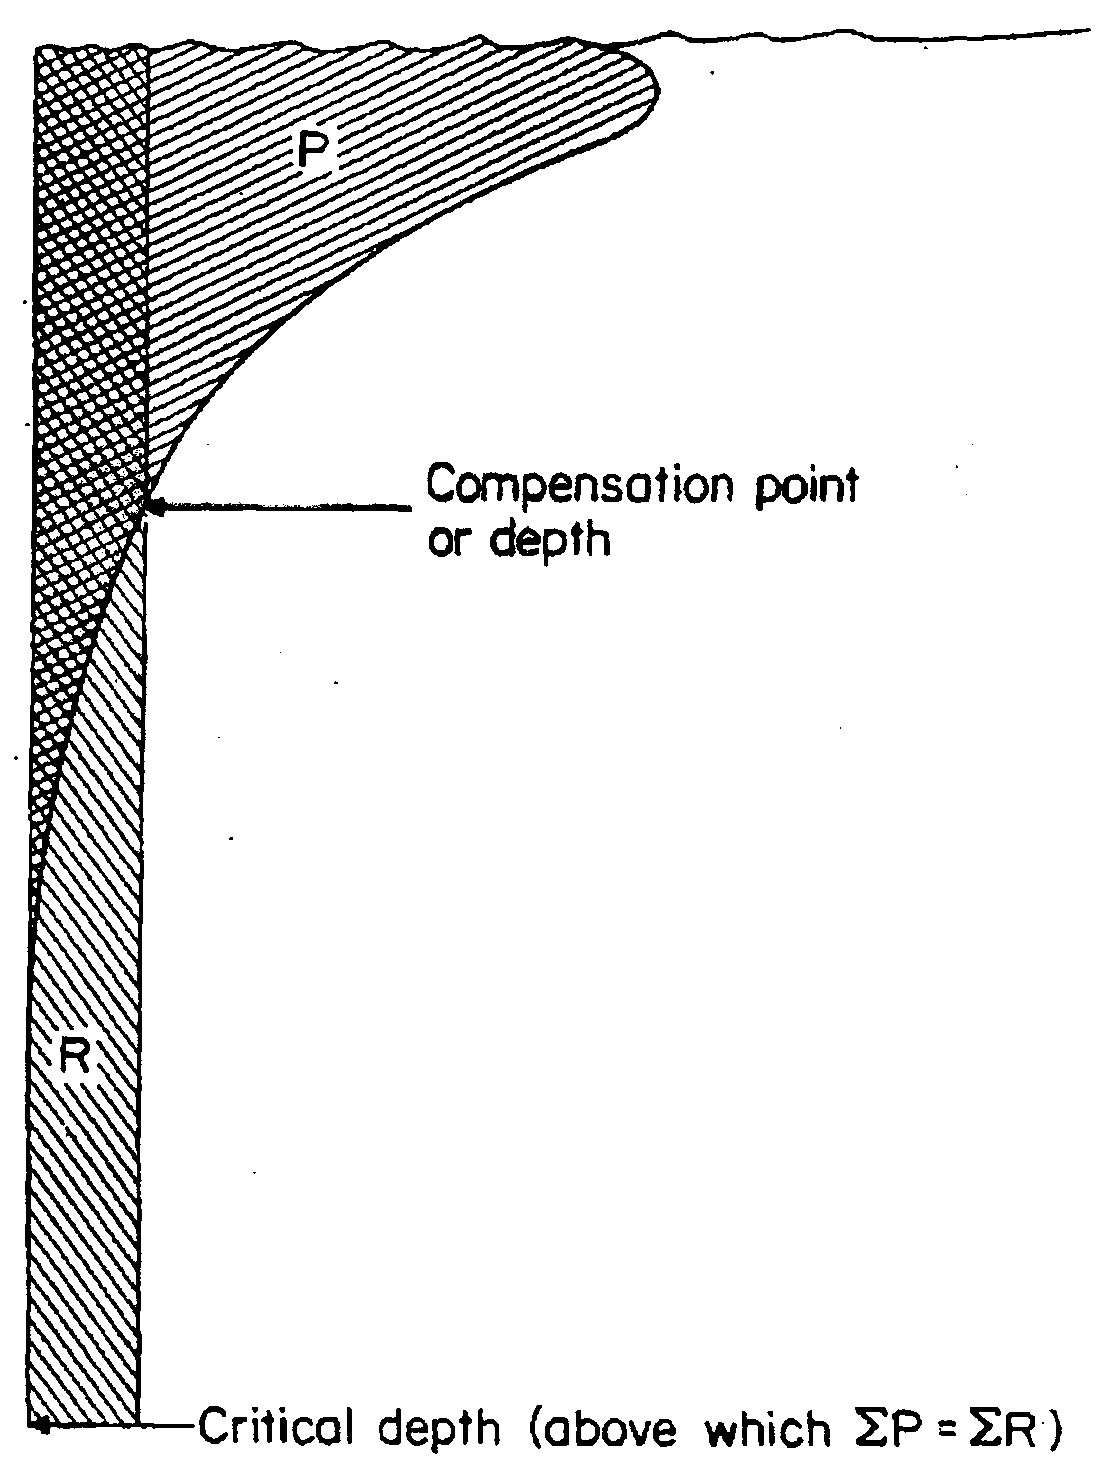 P
Compensation point
or depth
R
Critical depth (above which ΣP = ΣR)